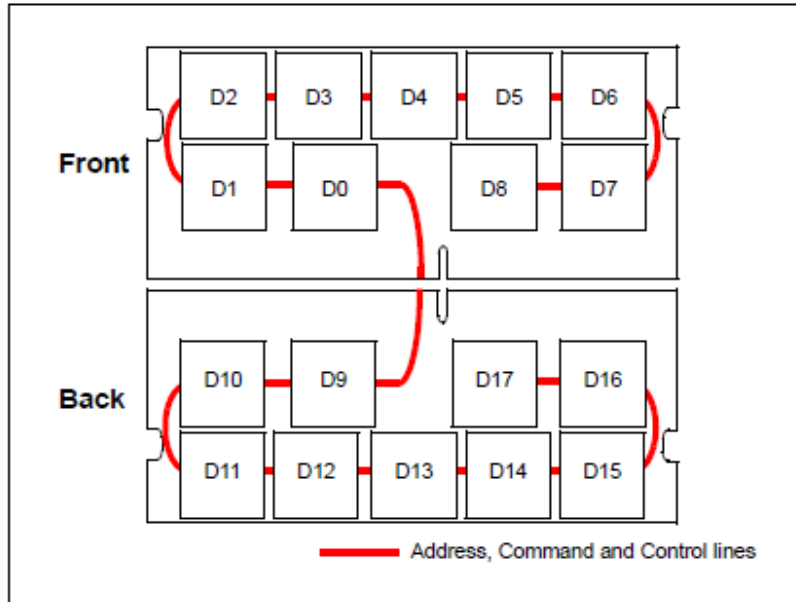 D2 D3 D4 D5 D6
Front
D1 D0 D8 D7
D10 D9 D17 D16
Back
D11 D12 D13 D14 D15
Address, Command and Control lines